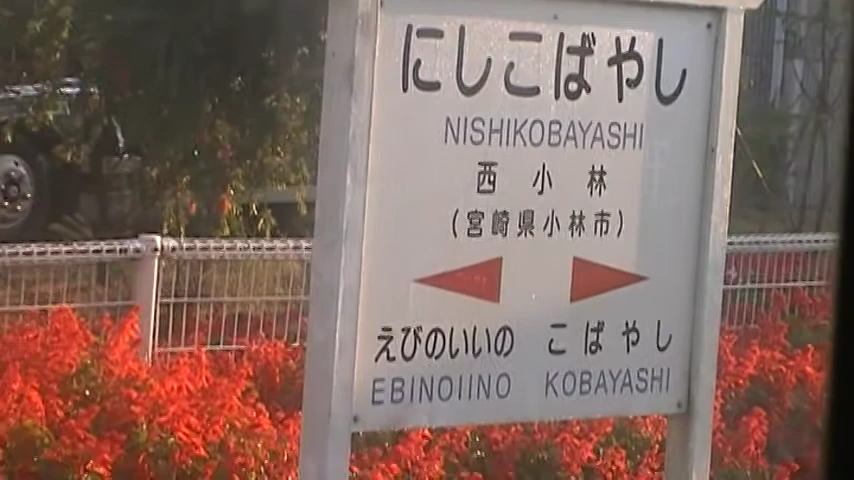 にしこばやし
NISHIKOBAYASHI
西小林
(宮崎県小林市)
えびのいいの こばやし
EBINOIINO KOBAYASHI